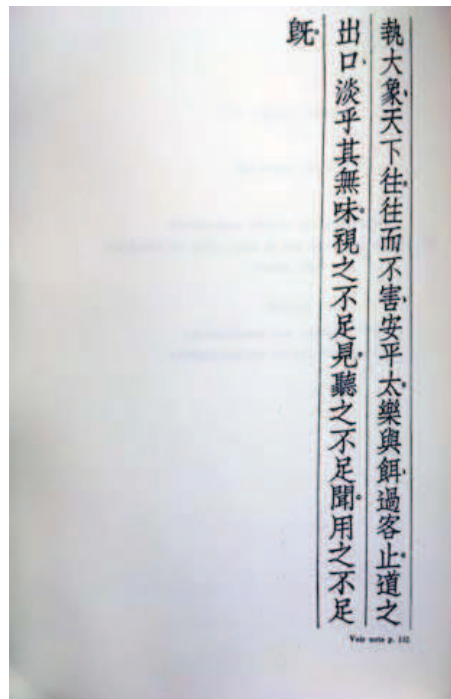 執大象、天下往。往而不害、安平太。樂與餌、過客止。道之
出口、淡乎其無味。視之不足見。聽之不足聞。用之不足
旣。
Voir note p.